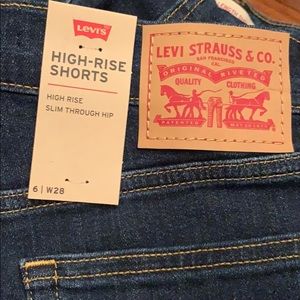 LEVI'S
HIGH-RISE
SHORTS
HIGH RISE
SLIM THROUGH HIP
6 | W28
LEVI STRAUSS & CO.
SAN FRANCISCO
CAL.
ORIGINAL RIVETED
QUALITY CLOTHING
PATENTED